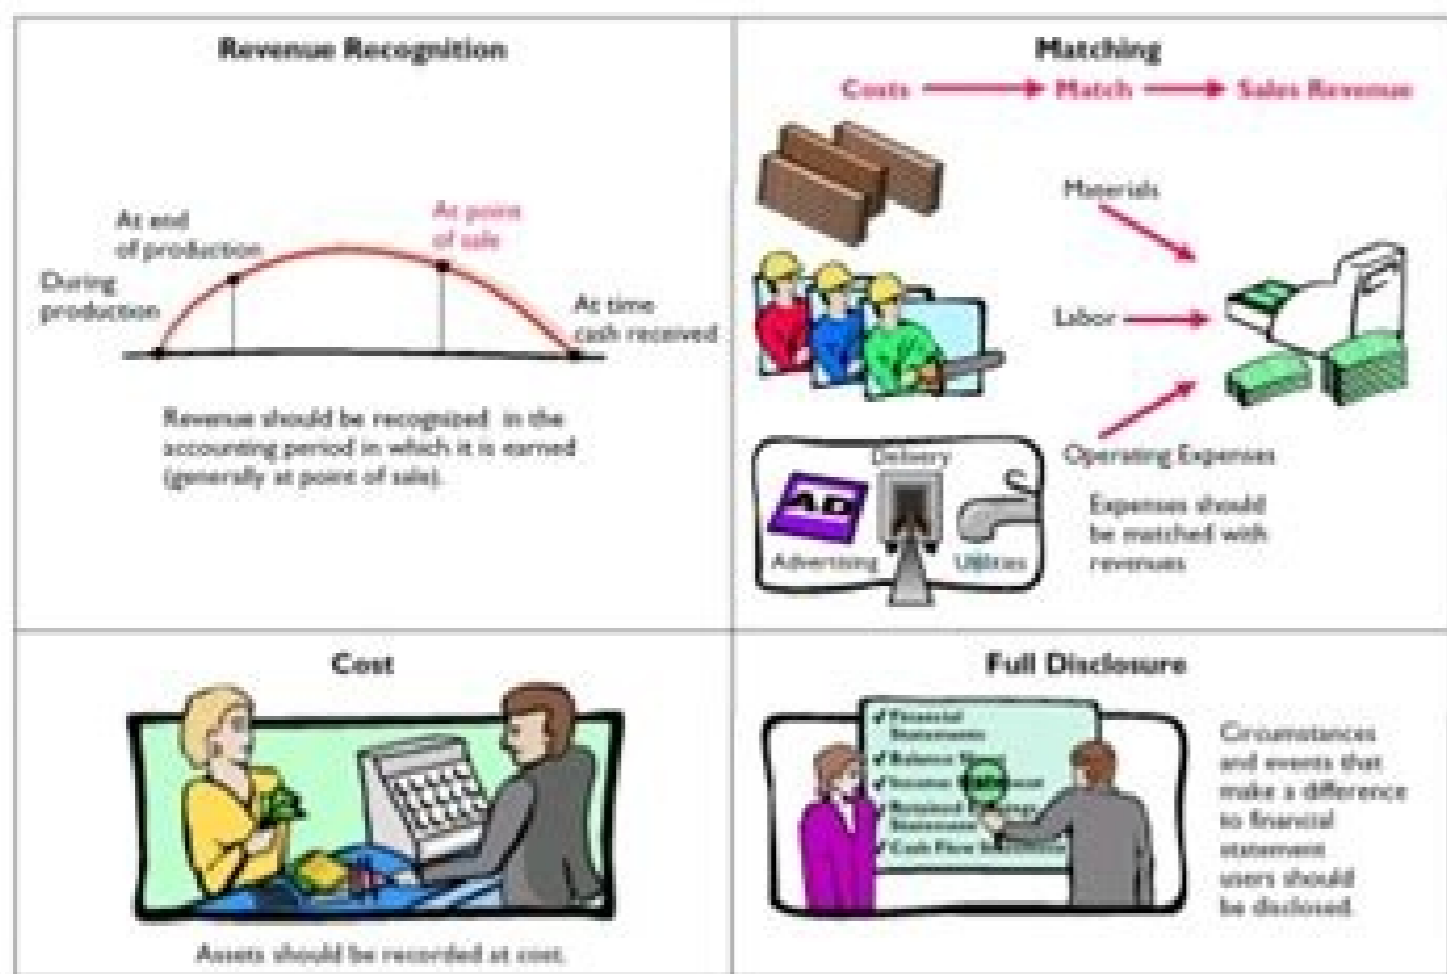 Revenue Recognition
At end
of production
At point
of sale
During
production
At time
cash received
Revenue should be recognized in the
accounting period in which it is earned
(generally at point of sale).
Matching
Costs Match Sales Revenue
Materials
Labor
Operating Expenses
Delivery
AD
Advertising Utilities
Expenses should
be matched with
revenues
Cost
Assets should be recorded at cost.
Full Disclosure
Financial
Statements
Balance
Income
Retained
Statement
Cash Flow
Circumstances
and events that
make a difference
to financial
statement
users should
be disclosed.